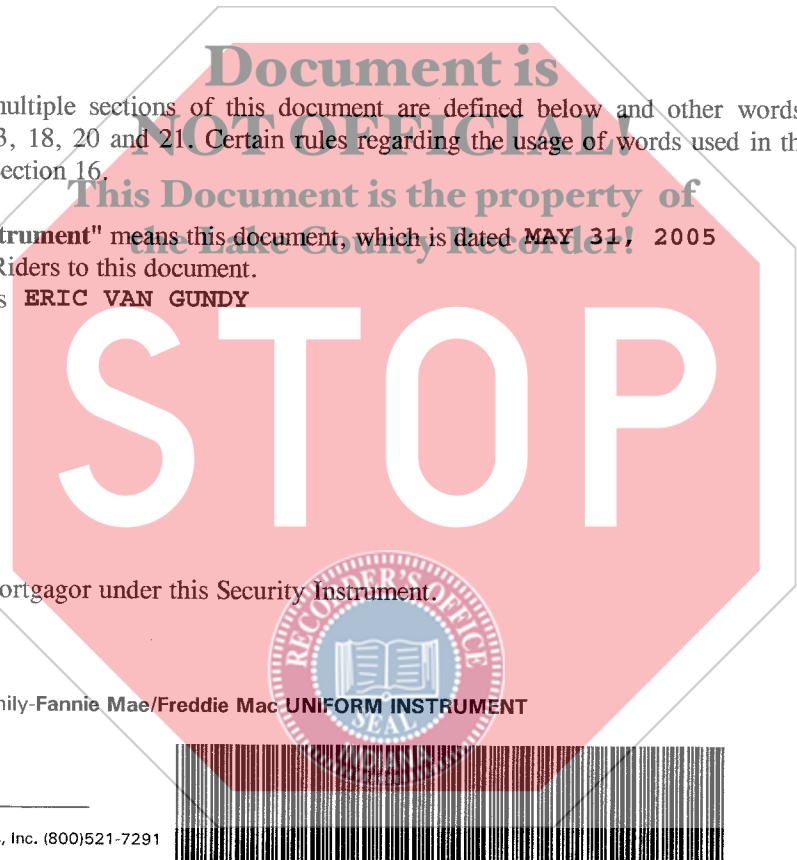 Document is
multiple sections of this document are defined below and other words
3, 18, 20 and 21. Certain rules regarding the usage of words used in th
NOT OFFICIAL!
ection 16.
This Document is the property of
trument" means this document, which is dated MAY 31, 2005
the Lake County Recorder!
Riders to this document.
s ERIC VAN GUNDY
STOP
ortgagor under this Security Instrument.
RECORDER'S OFFICE
SEAL
INDIANA
nily-Fannie Mae/Freddie Mac UNIFORM INSTRUMENT
, Inc. (800)521-7291